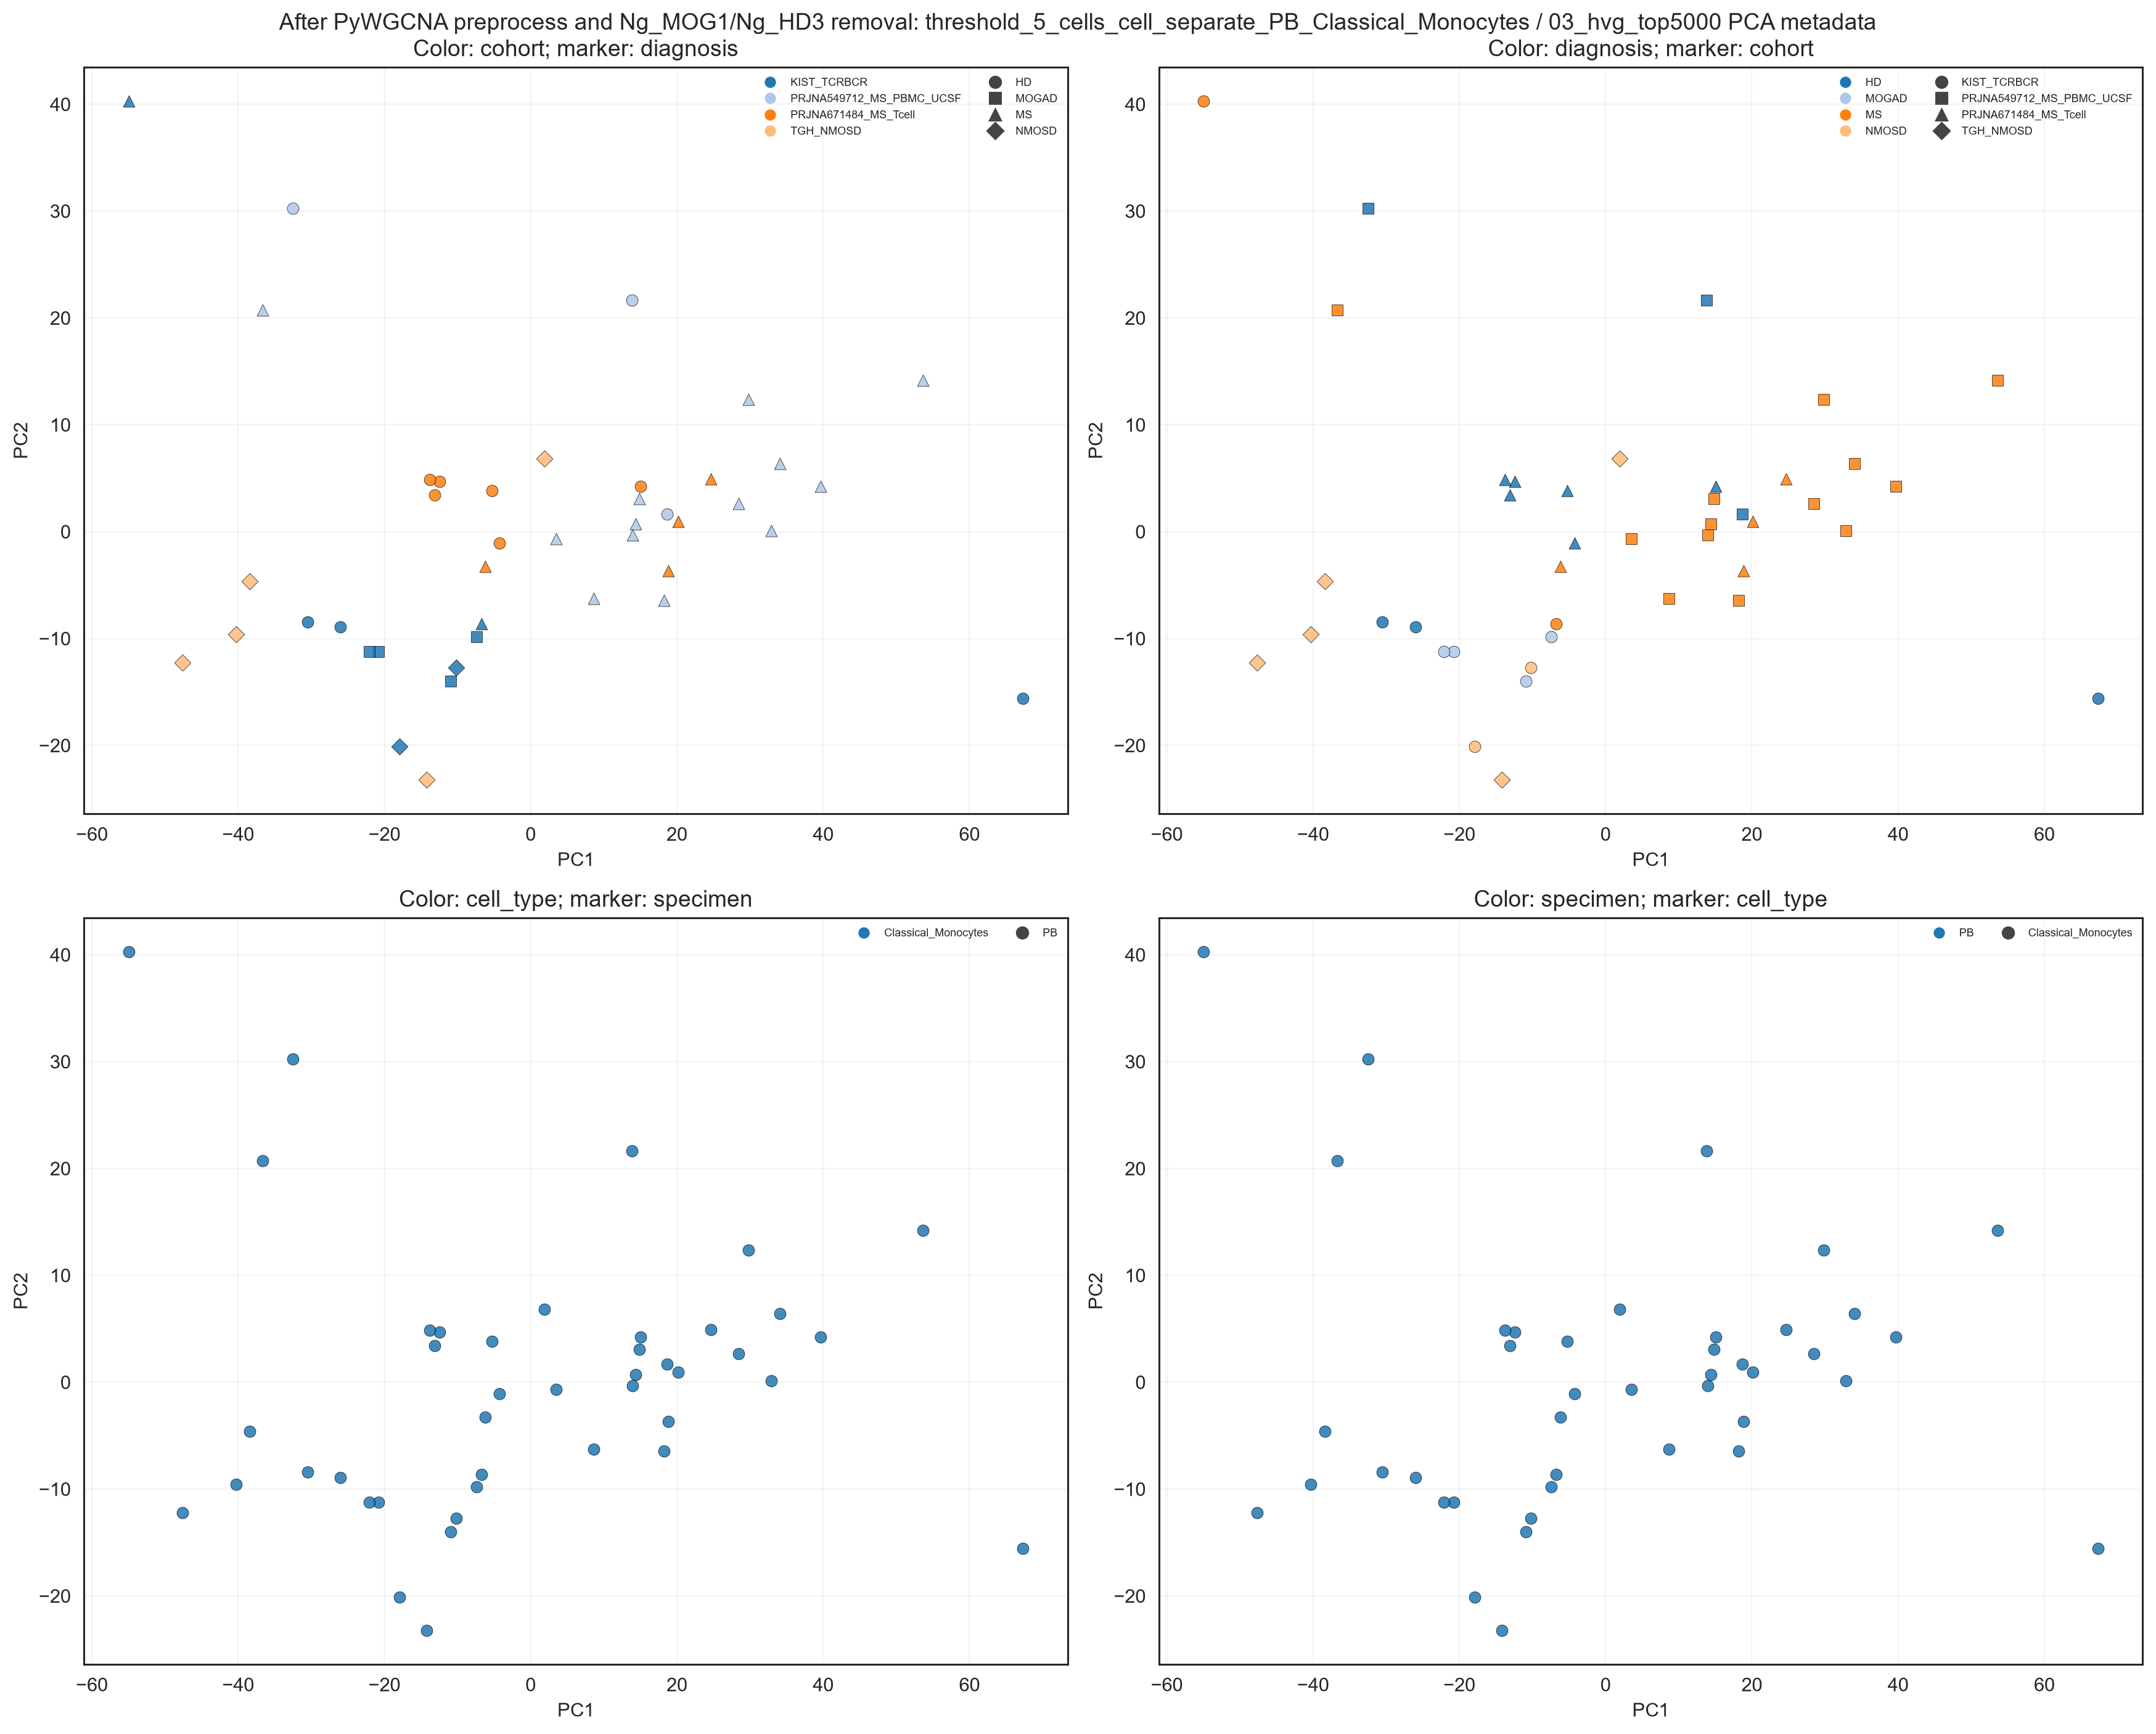 After PyWGCNA preprocess and Ng_MOG1/Ng_HD3 removal: threshold_5_cells_cell_separate_PB_Classical_Monocytes / 03_hvg_top5000 PCA metadata
Color: cohort; marker: diagnosis
KIST_TCRBCR
PRJNA549712_MS_PBMC_UCSF
PRJNA671484_MS_Tcell
TGH_NMOSD
HD
MOGAD
MS
NMOSD
40
30
20
10
0
−10
−20
PC2
−60 −40 −20 0 20 40 60
PC1
Color: diagnosis; marker: cohort
HD
MOGAD
MS
NMOSD
KIST_TCRBCR
PRJNA549712_MS_PBMC_UCSF
PRJNA671484_MS_Tcell
TGH_NMOSD
40
30
20
10
0
−10
−20
PC2
−60 −40 −20 0 20 40 60
PC1
Color: cell_type; marker: specimen
Classical_Monocytes PB
40
30
20
10
0
−10
−20
PC2
−60 −40 −20 0 20 40 60
PC1
Color: specimen; marker: cell_type
PB Classical_Monocytes
40
30
20
10
0
−10
−20
PC2
−60 −40 −20 0 20 40 60
PC1